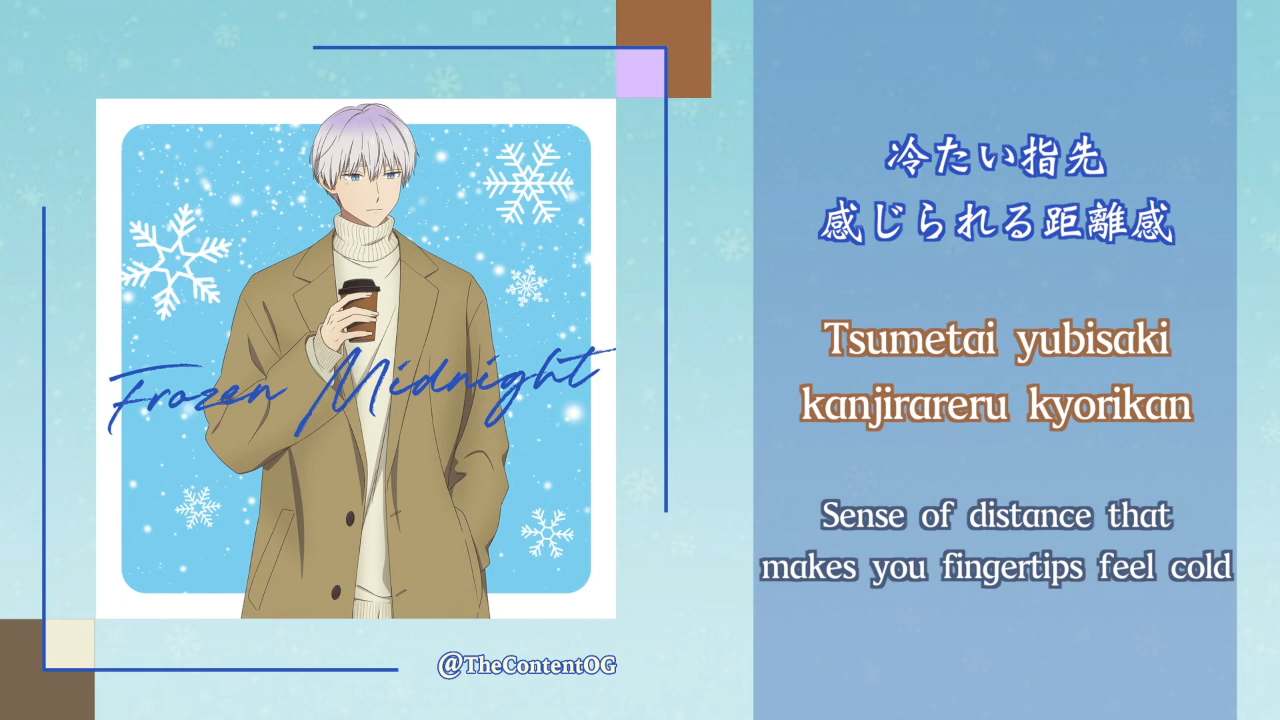 Frozen Midnight
@TheContentOG
冷たい指先
感じられる距離感
Tsumetai yubisaki
kanjirareru kyorikan
Sense of distance that
makes you fingertips feel cold